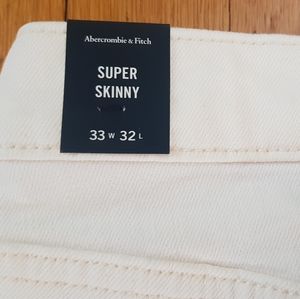 Abercrombie & Fitch
SUPER
SKINNY
33 W 32 L